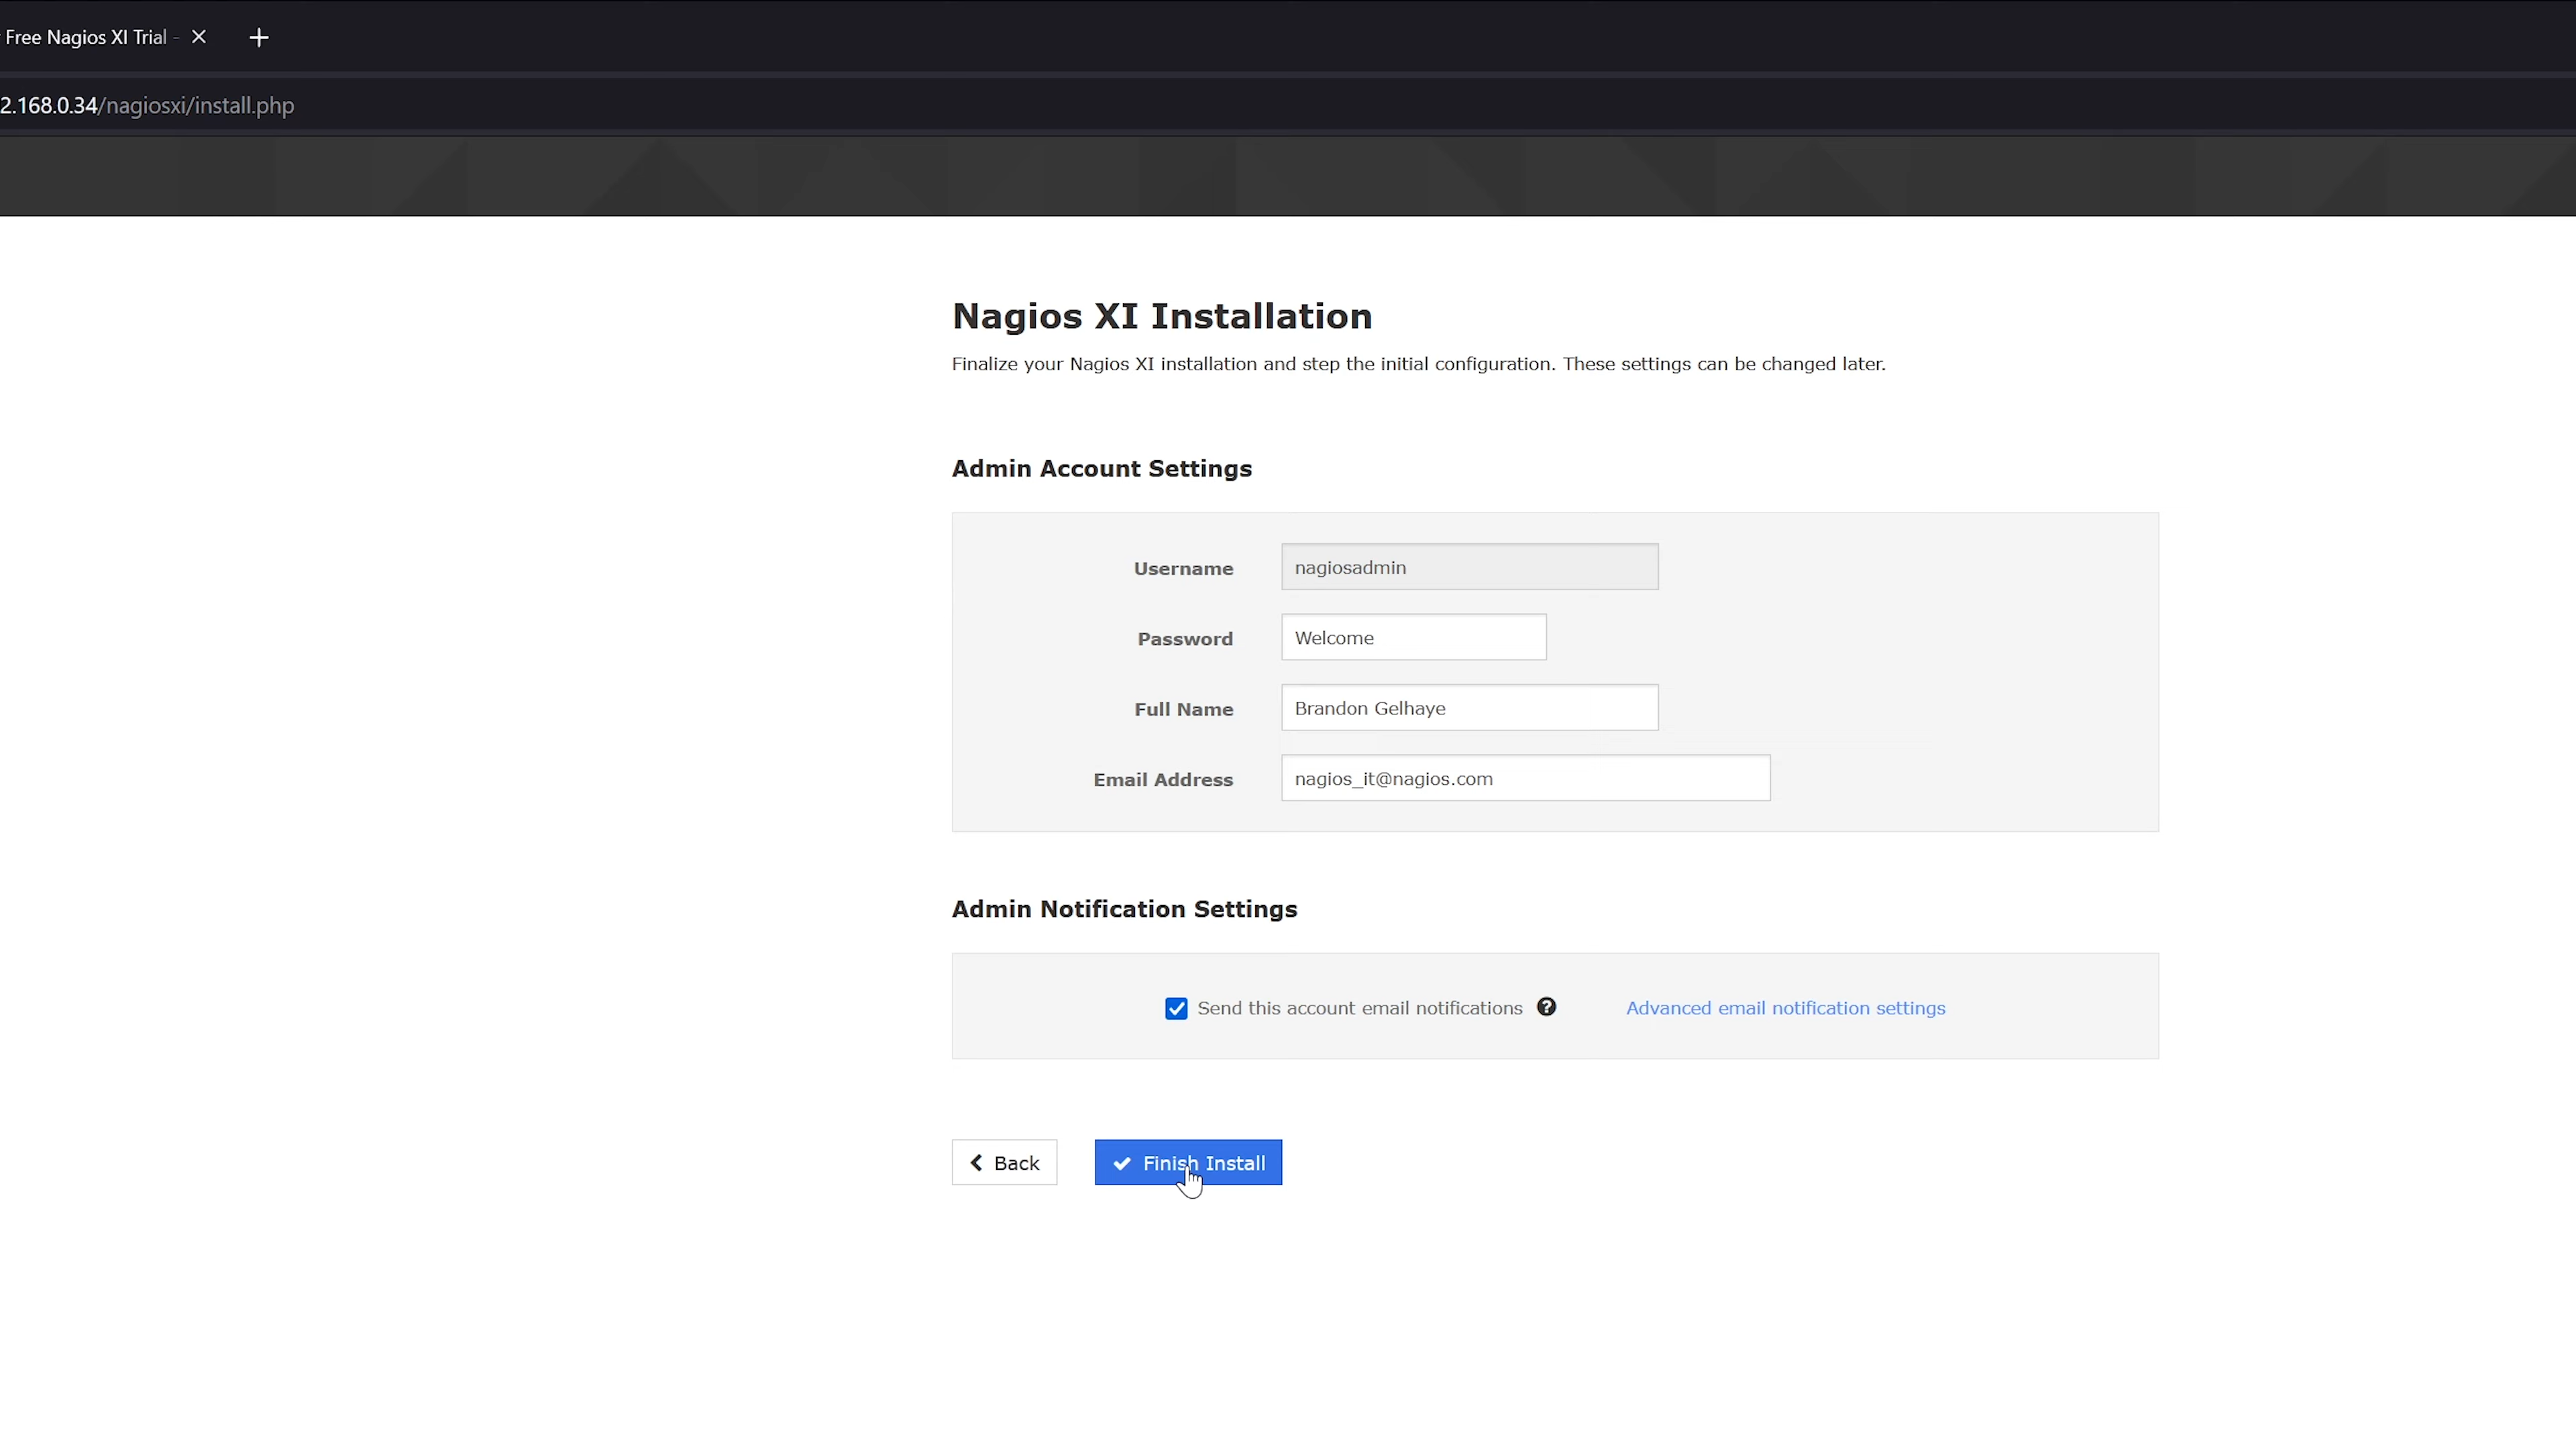 Free Nagios XI Trial -
2.168.0.34/nagiosxi/install.php
Nagios XI Installation
Finalize your Nagios XI installation and step the initial configuration. These settings can be changed later.
Admin Account Settings
Username nagiosadmin
Password Welcome
Full Name Brandon Gelhaye
Email Address nagios_it@nagios.com
Admin Notification Settings
Send this account email notifications ? Advanced email notification settings
Back Finish Install